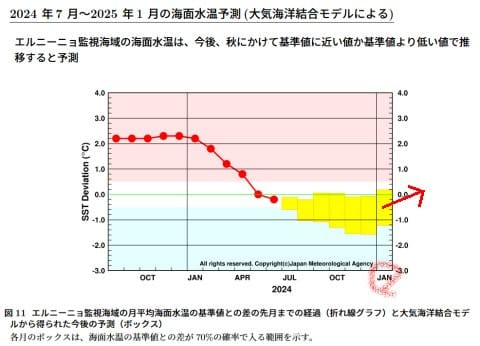 2024 年 7 月～2025 年 1 月の海面水温予測 (大気海洋結合モデルによる)
エルニーニョ監視海域の海面水温は、今後、秋にかけて基準値に近い値か基準値より低い値で推
移すると予測
4.0 4.0
3.0 3.0
2.0 2.0
1.0 1.0
0.0 0.0
-1.0 -1.0
-2.0 -2.0
-3.0 -3.0
SST Deviation (°C)
All rights reserved. Copyright(c)Japan Meteorological Agency
OCT JAN APR JUL OCT JAN
2024
図 11 エルニーニョ監視海域の月平均海面水温の基準値との差の先月までの経過（折れ線グラフ）と大気海洋結合モデ
ルから得られた今後の予測（ボックス）
各月のボックスは、海面水温の基準値との差が 70%の確率で入る範囲を示す。